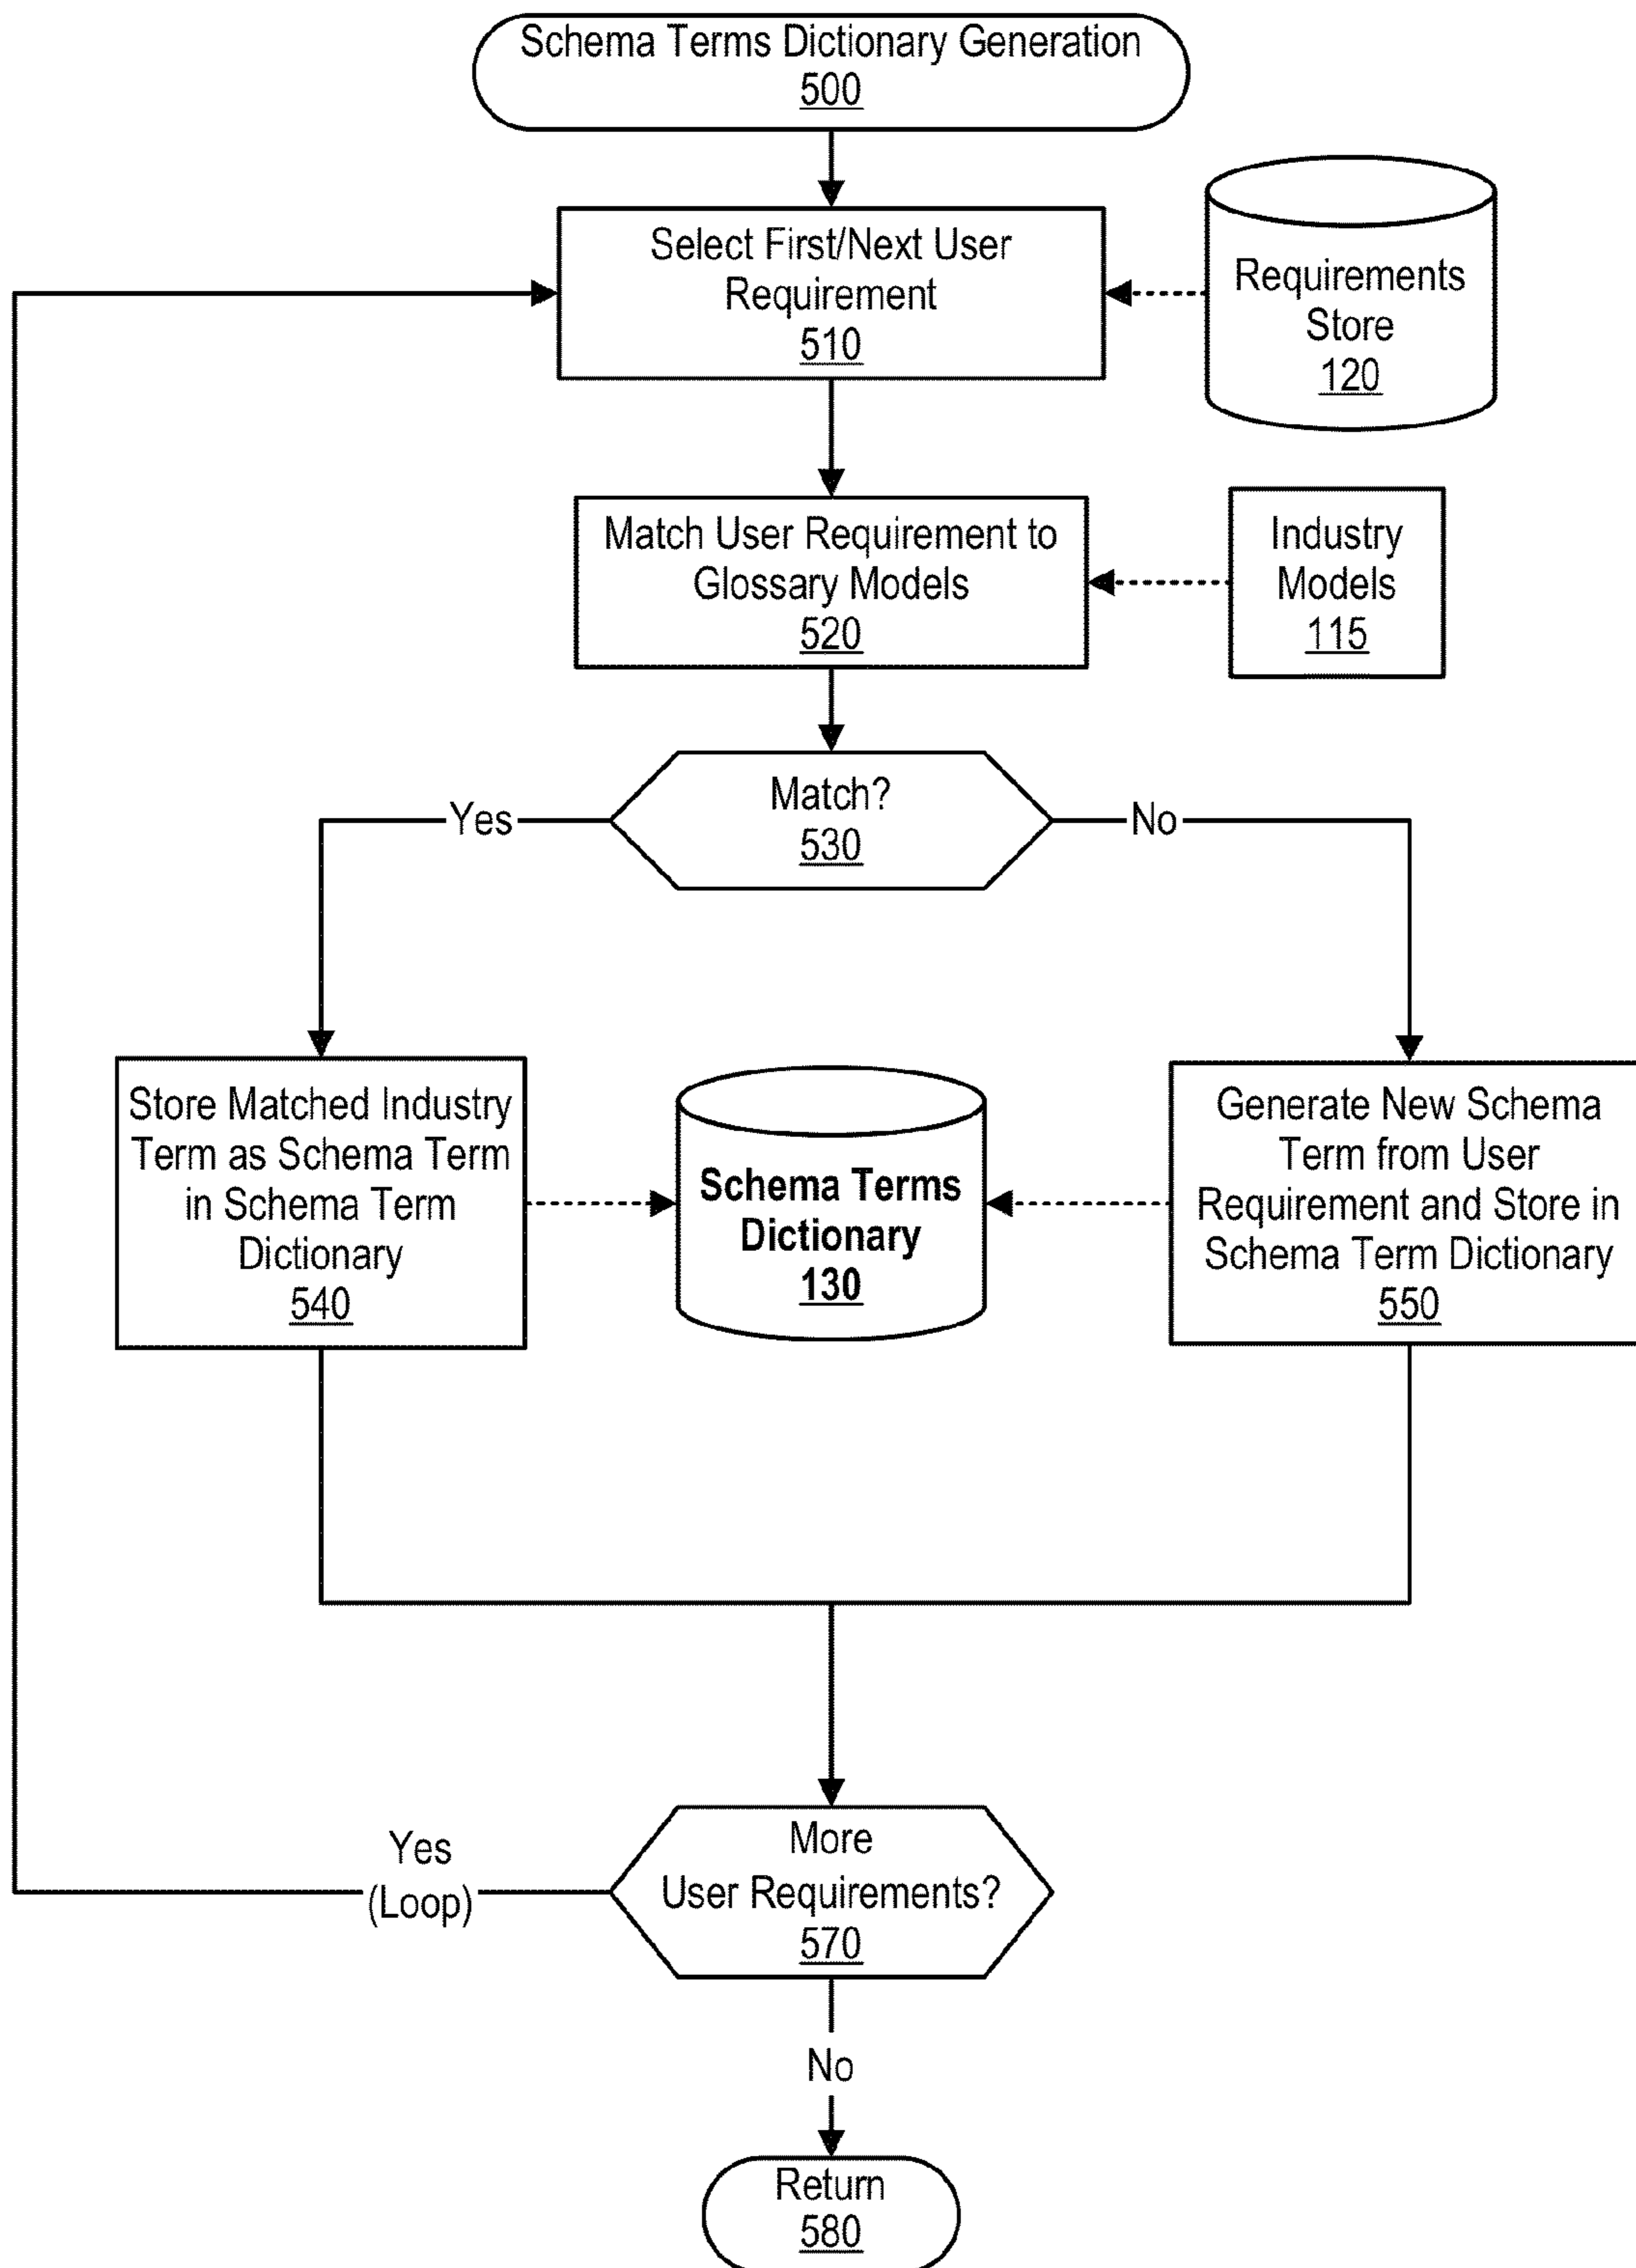 Schema Terms Dictionary Generation
500
Select First/Next User
Requirement
510
Requirements
Store
120
Match User Requirement to
Glossary Models
520
Industry
Models
115
Match?
530
Yes
No
Store Matched Industry
Term as Schema Term
in Schema Term
Dictionary
540
Schema Terms
Dictionary
130
Generate New Schema
Term from User
Requirement and Store in
Schema Term Dictionary
550
More
User Requirements?
570
Yes
(Loop)
No
Return
580